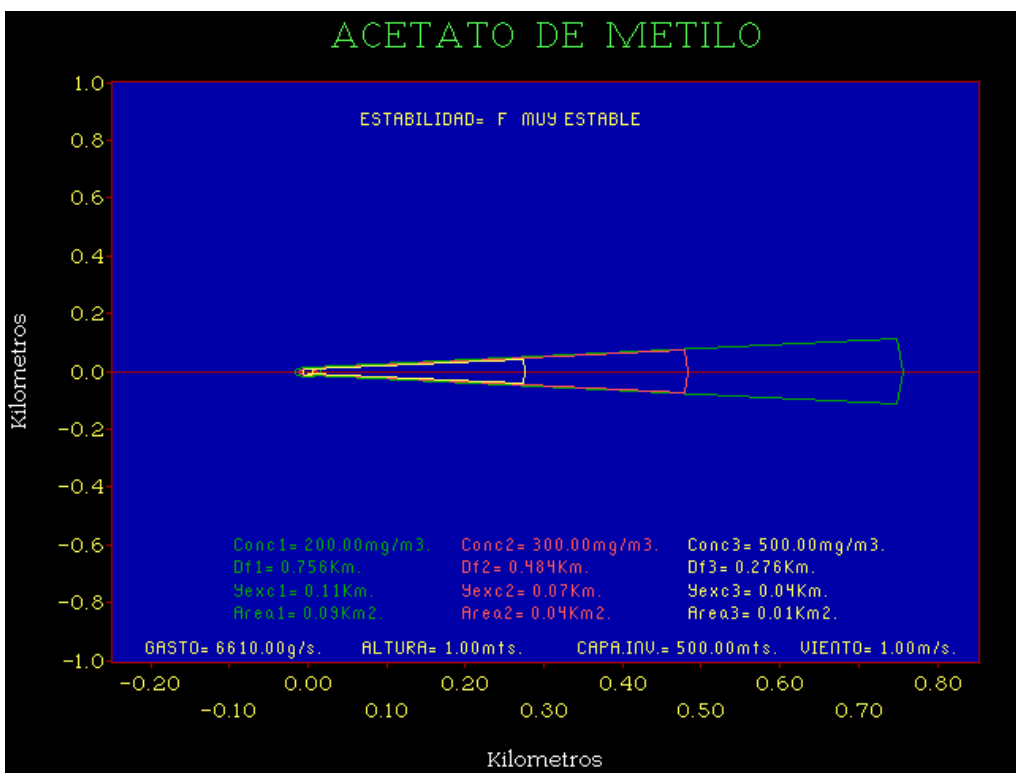 ACETATO DE METILO
ESTABILIDAD= F MUY ESTABLE
1.0
0.8
0.6
0.4
0.2
0.0
-0.2
-0.4
-0.6
-0.8
-1.0
Kilometros
Conc1= 200.00mg/m3. Conc2= 300.00mg/m3. Conc3= 500.00mg/m3.
Df1= 0.756Km. Df2= 0.484Km. Df3= 0.276Km.
Yexc1= 0.11Km. Yexc2= 0.07Km. Yexc3= 0.04Km.
Area1= 0.09Km2. Area2= 0.04Km2. Area3= 0.01Km2.
GASTO= 6610.00g/s. ALTURA= 1.00mts. CAPA.INV.= 500.00mts. VIENTO= 1.00m/s.
-0.20 0.00 0.20 0.40 0.60 0.80
-0.10 0.10 0.30 0.50 0.70
Kilometros